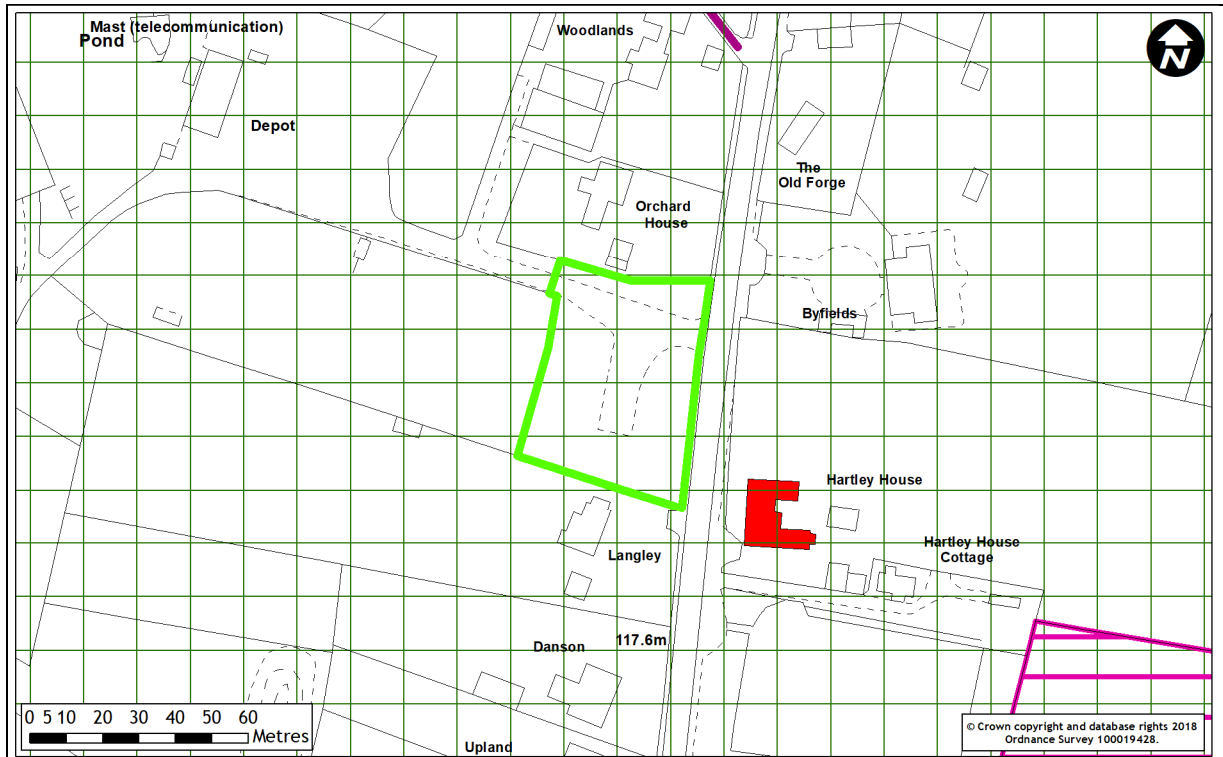 Mast (telecommunication)
Pond
Woodlands
N
Depot
The
Old Forge
Orchard
House
Byfields
Hartley House
Hartley House
Cottage
Langley
Danson
117.6m
Upland
0 5 10 20 30 40 50 60
Metres
© Crown copyright and database rights 2018
Ordnance Survey 100019428.